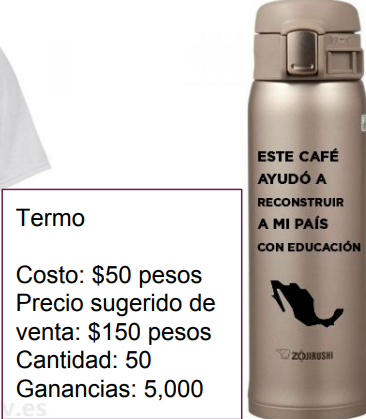 Termo
Costo: $50 pesos
Precio sugerido de
venta: $150 pesos
Cantidad: 50
Ganancias: 5,000
ESTE CAFÉ
AYUDÓ A
RECONSTRUIR
A MI PAÍS
CON EDUCACIÓN
ZOJIRUSHI
v.es